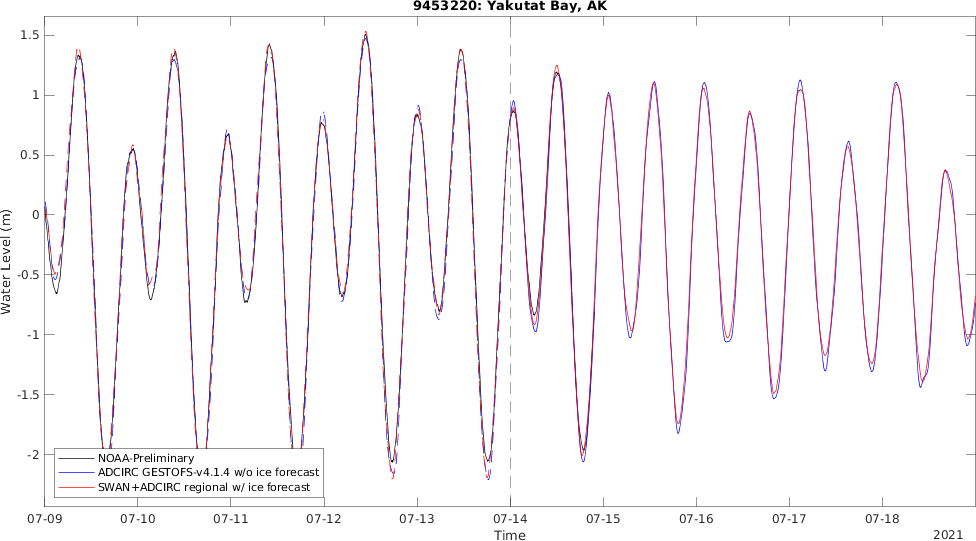 9453220: Yakutat Bay, AK
1.5
1
0.5
0
-0.5
-1
-1.5
-2
Water Level (m)
NOAA-Preliminary
ADCIRC GESTOFS-v4.1.4 w/o ice forecast
SWAN+ADCIRC regional w/ ice forecast
07-09 07-10 07-11 07-12 07-13 07-14 07-15 07-16 07-17 07-18
Time
2021